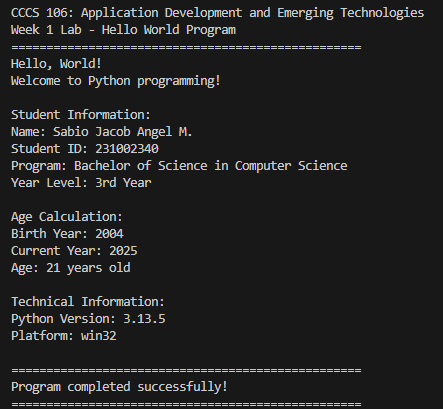 CCCS 106: Application Development and Emerging Technologies
Week 1 Lab - Hello World Program
==================================================
Hello, World!
Welcome to Python programming!

Student Information:
Name: Sabio Jacob Angel M.
Student ID: 231002340
Program: Bachelor of Science in Computer Science
Year Level: 3rd Year

Age Calculation:
Birth Year: 2004
Current Year: 2025
Age: 21 years old

Technical Information:
Python Version: 3.13.5
Platform: win32

==================================================
Program completed successfully!
==================================================